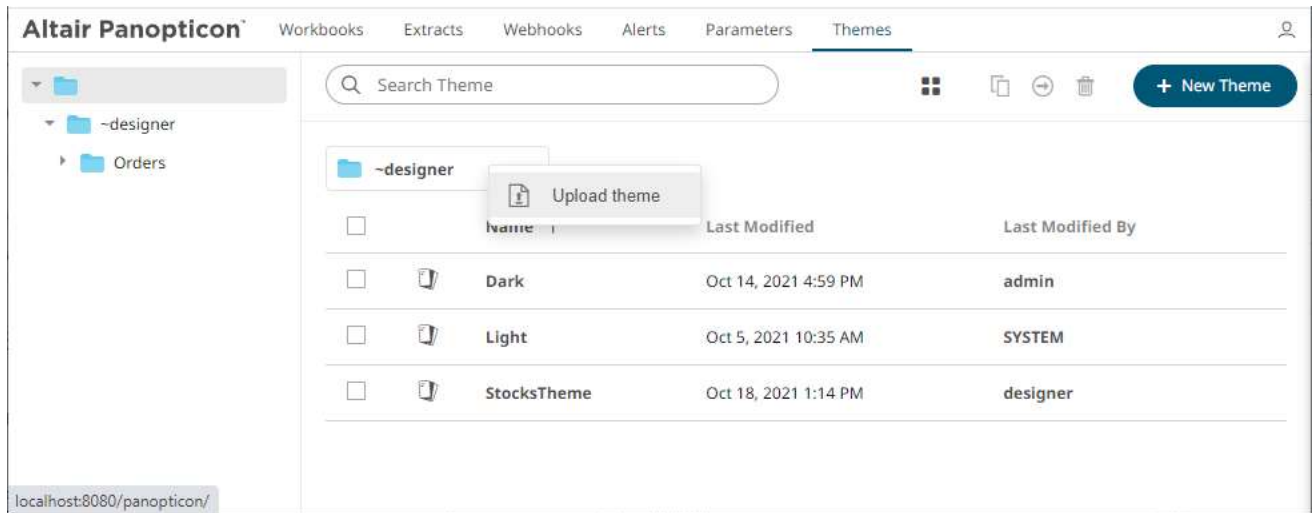 Altair Panopticon™ Workbooks Extracts Webhooks Alerts Parameters Themes
Search Theme
+ New Theme
~designer
Orders
~designer
Upload theme
Name ↑ Last Modified Last Modified By
Dark Oct 14, 2021 4:59 PM admin
Light Oct 5, 2021 10:35 AM SYSTEM
StocksTheme Oct 18, 2021 1:14 PM designer
localhost:8080/panopticon/